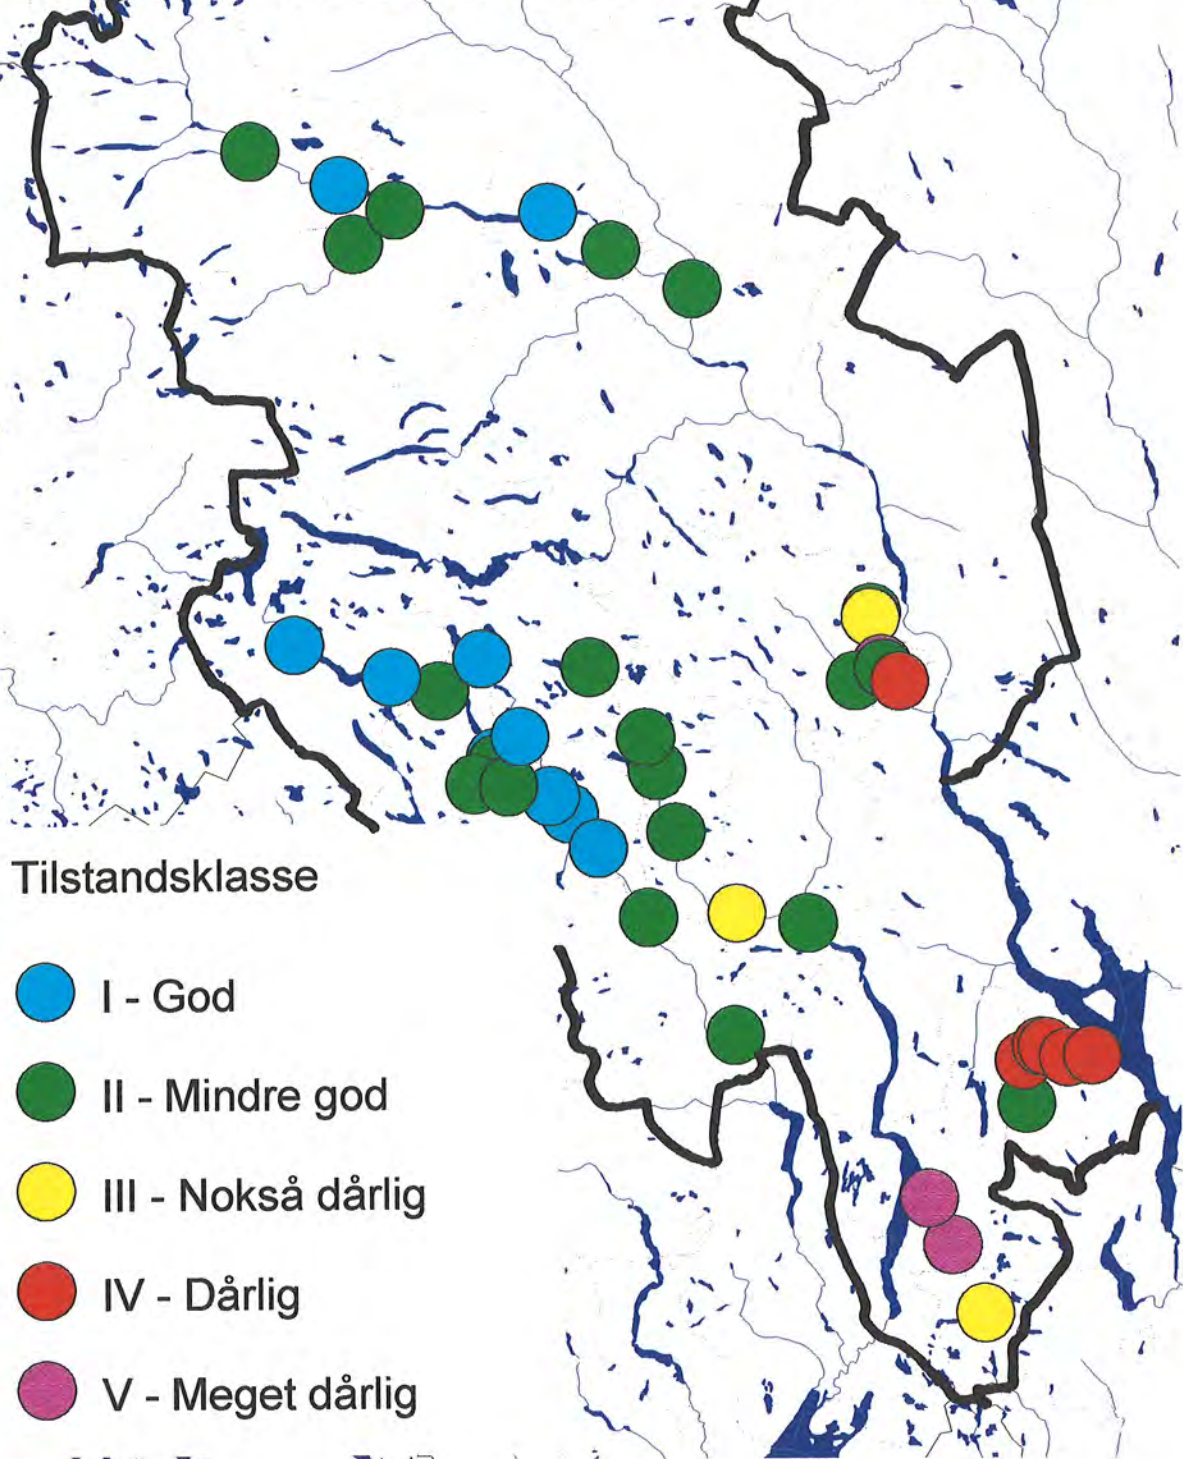 Tilstandsklasse
I - God
II - Mindre god
III - Nokså dårlig
IV - Dårlig
V - Meget dårlig